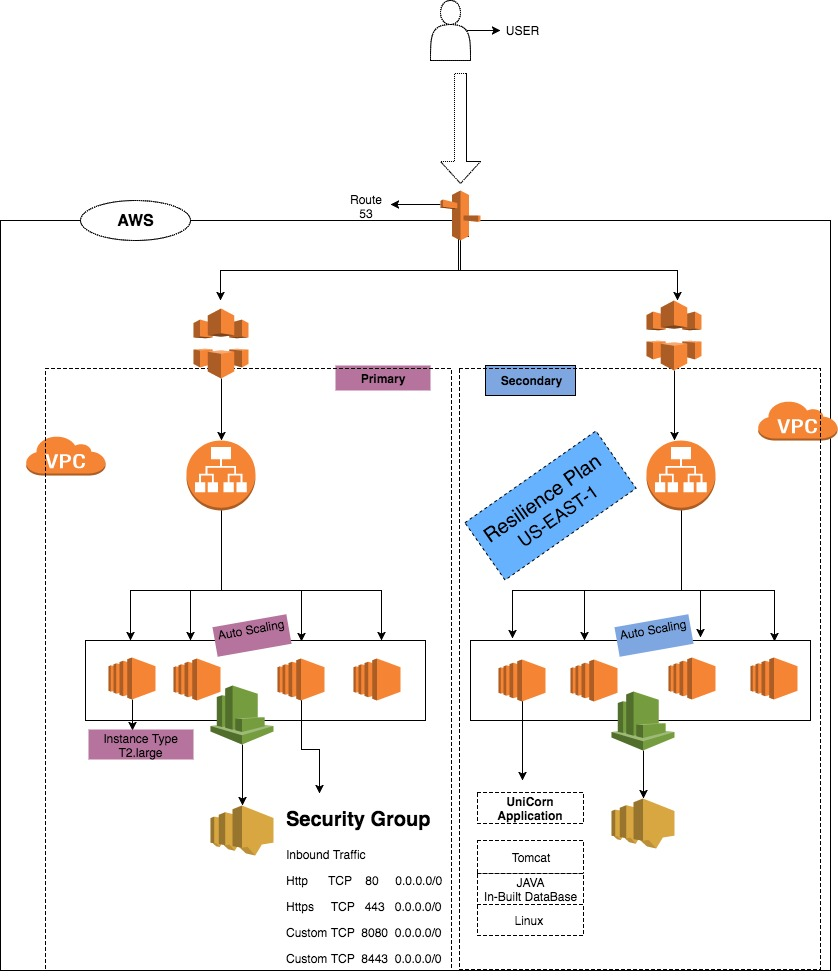 USER
Route
53
AWS
Primary
Secondary
VPC
VPC
Resilience Plan
US-EAST-1
Auto Scaling
Auto Scaling
Instance Type
T2.large
Security Group
Inbound Traffic
Http TCP 80 0.0.0.0/0
Https TCP 443 0.0.0.0/0
Custom TCP 8080 0.0.0.0/0
Custom TCP 8443 0.0.0.0/0
UniCorn
Application
Tomcat
JAVA
In-Built DataBase
Linux